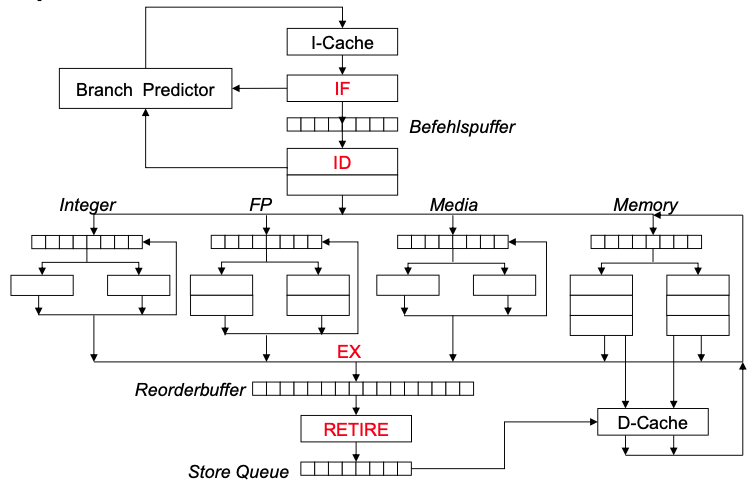 I-Cache
Branch Predictor
IF
Befehlspuffer
ID
Integer
FP
Media
Memory
EX
Reorderbuffer
RETIRE
D-Cache
Store Queue